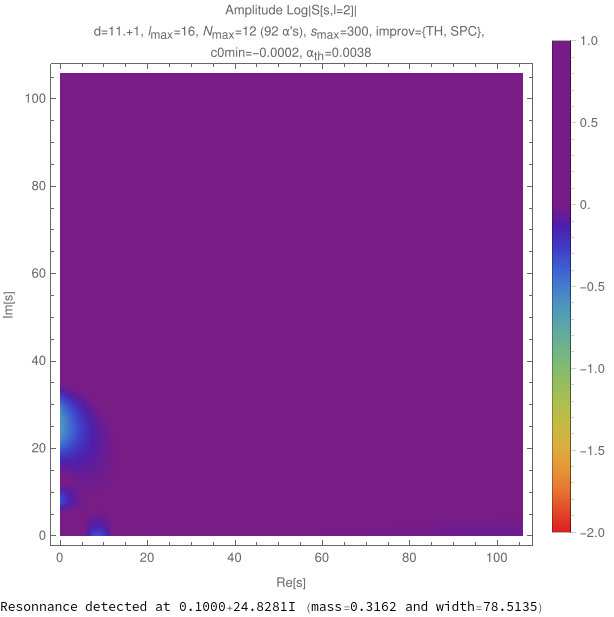 Amplitude Log|S[s,l=2]|
d=11.+1, lmax=16, Nmax=12 (92 α's), smax=300, improv={TH, SPC},
c0min=−0.0002, αth=0.0038
100
80
60
40
20
0
Im[s]
0 20 40 60 80 100
Re[s]
1.0
0.5
0.
−0.5
−1.0
−1.5
−2.0
Resonnance detected at 0.1000+24.8281I (mass=0.3162 and width=78.5135)